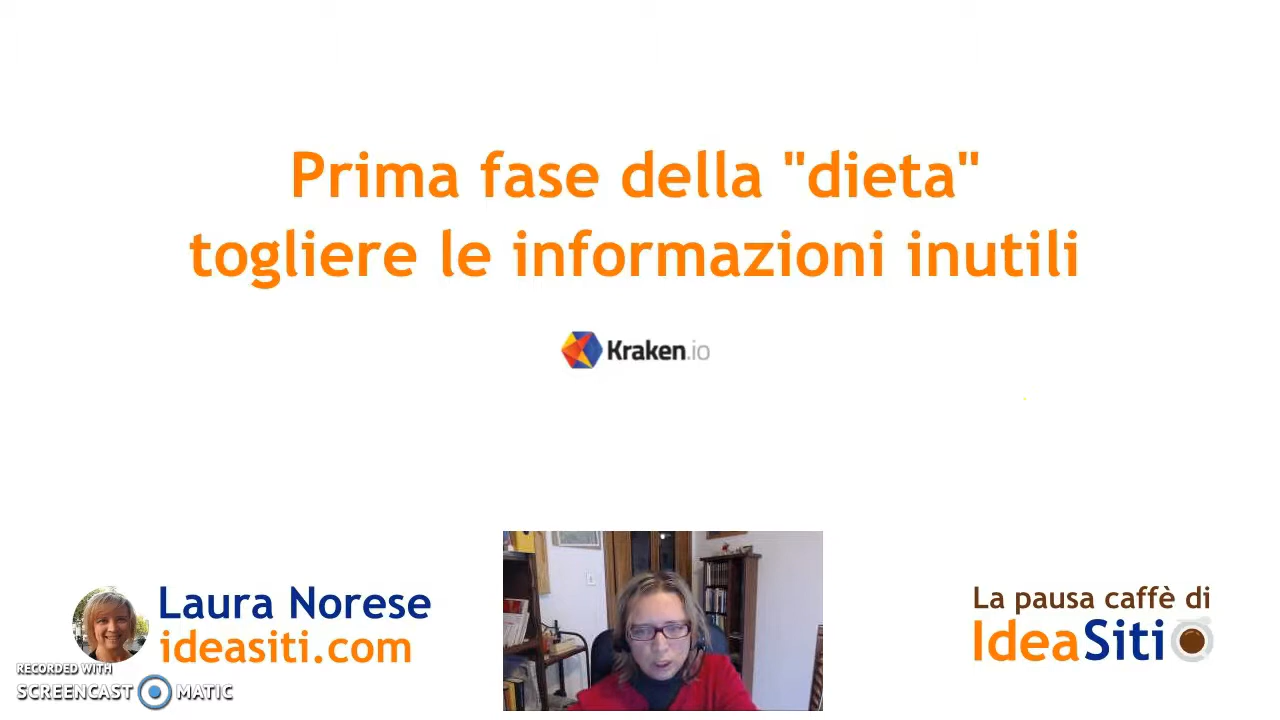 Prima fase della "dieta"
togliere le informazioni inutili
Kraken.io
Laura Norese
ideasiti.com
La pausa caffè di
IdeaSiti
RECORDED WITH
SCREENCAST MATIC